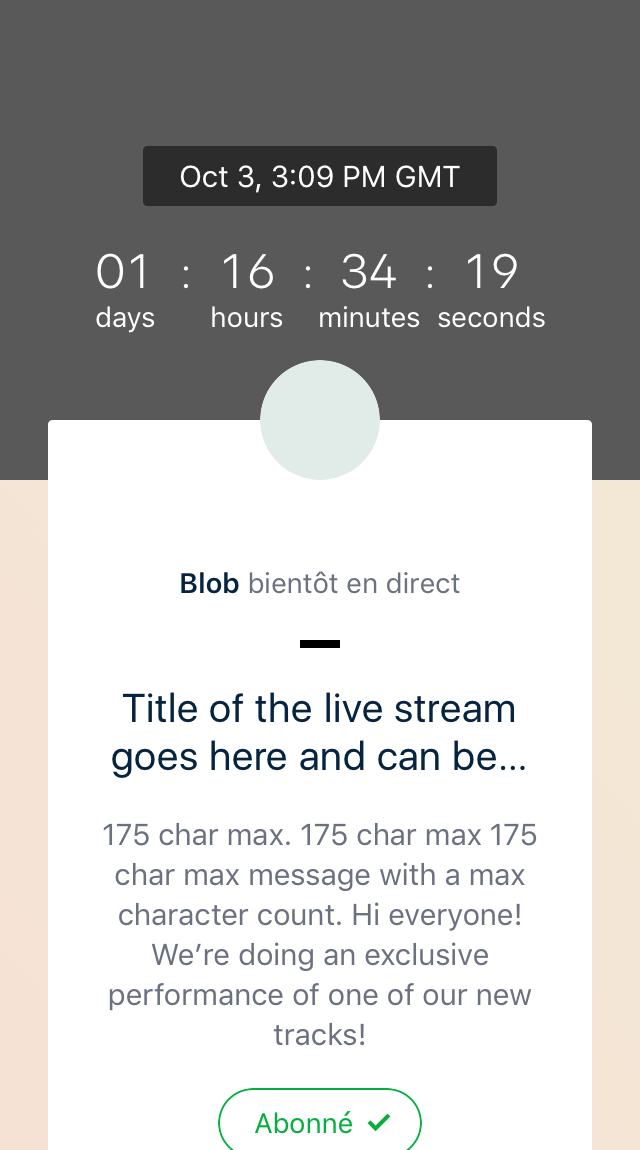 Oct 3, 3:09 PM GMT
01 : 16 : 34 : 19
days hours minutes seconds
Blob bientôt en direct
Title of the live stream
goes here and can be...
175 char max. 175 char max 175
char max message with a max
character count. Hi everyone!
We’re doing an exclusive
performance of one of our new
tracks!
Abonné